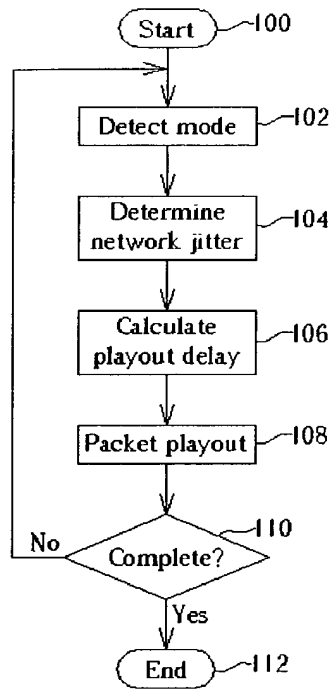 Start
100
Detect mode
102
Determine
network jitter
104
Calculate
playout delay
106
Packet playout
108
No
Complete?
110
Yes
End
112